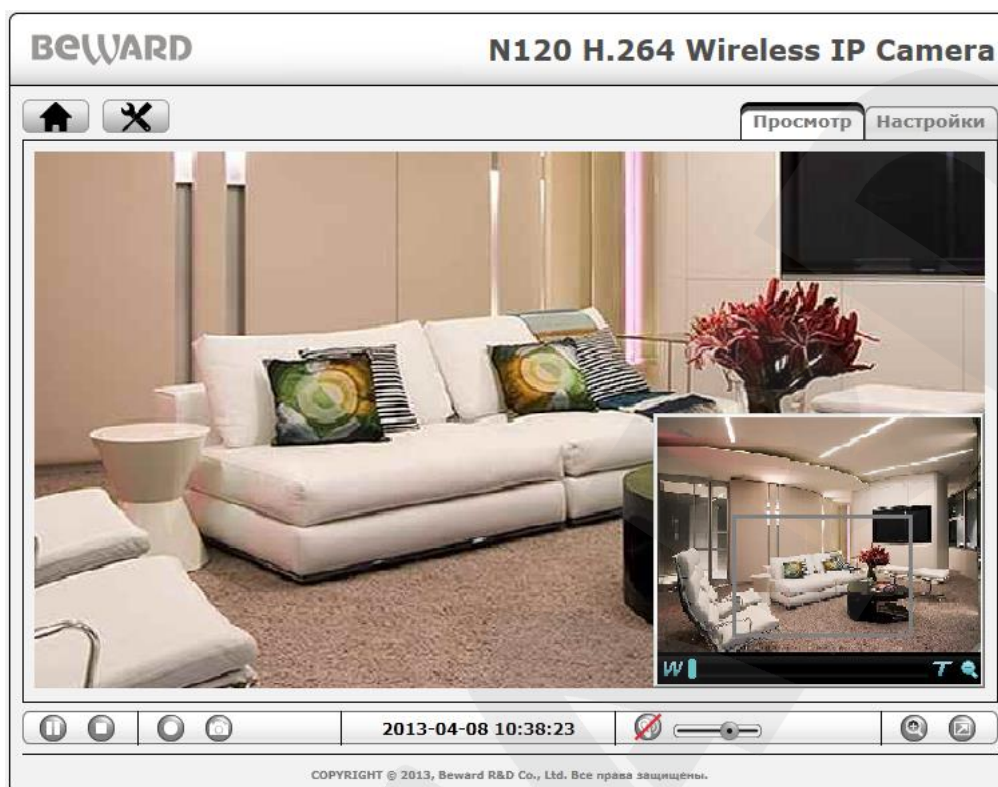 BEWARD
N120 H.264 Wireless IP Camera
Просмотр
Настройки
W
T
2013-04-08 10:38:23
COPYRIGHT © 2013, Beward R&D Co., Ltd. Все права защищены.